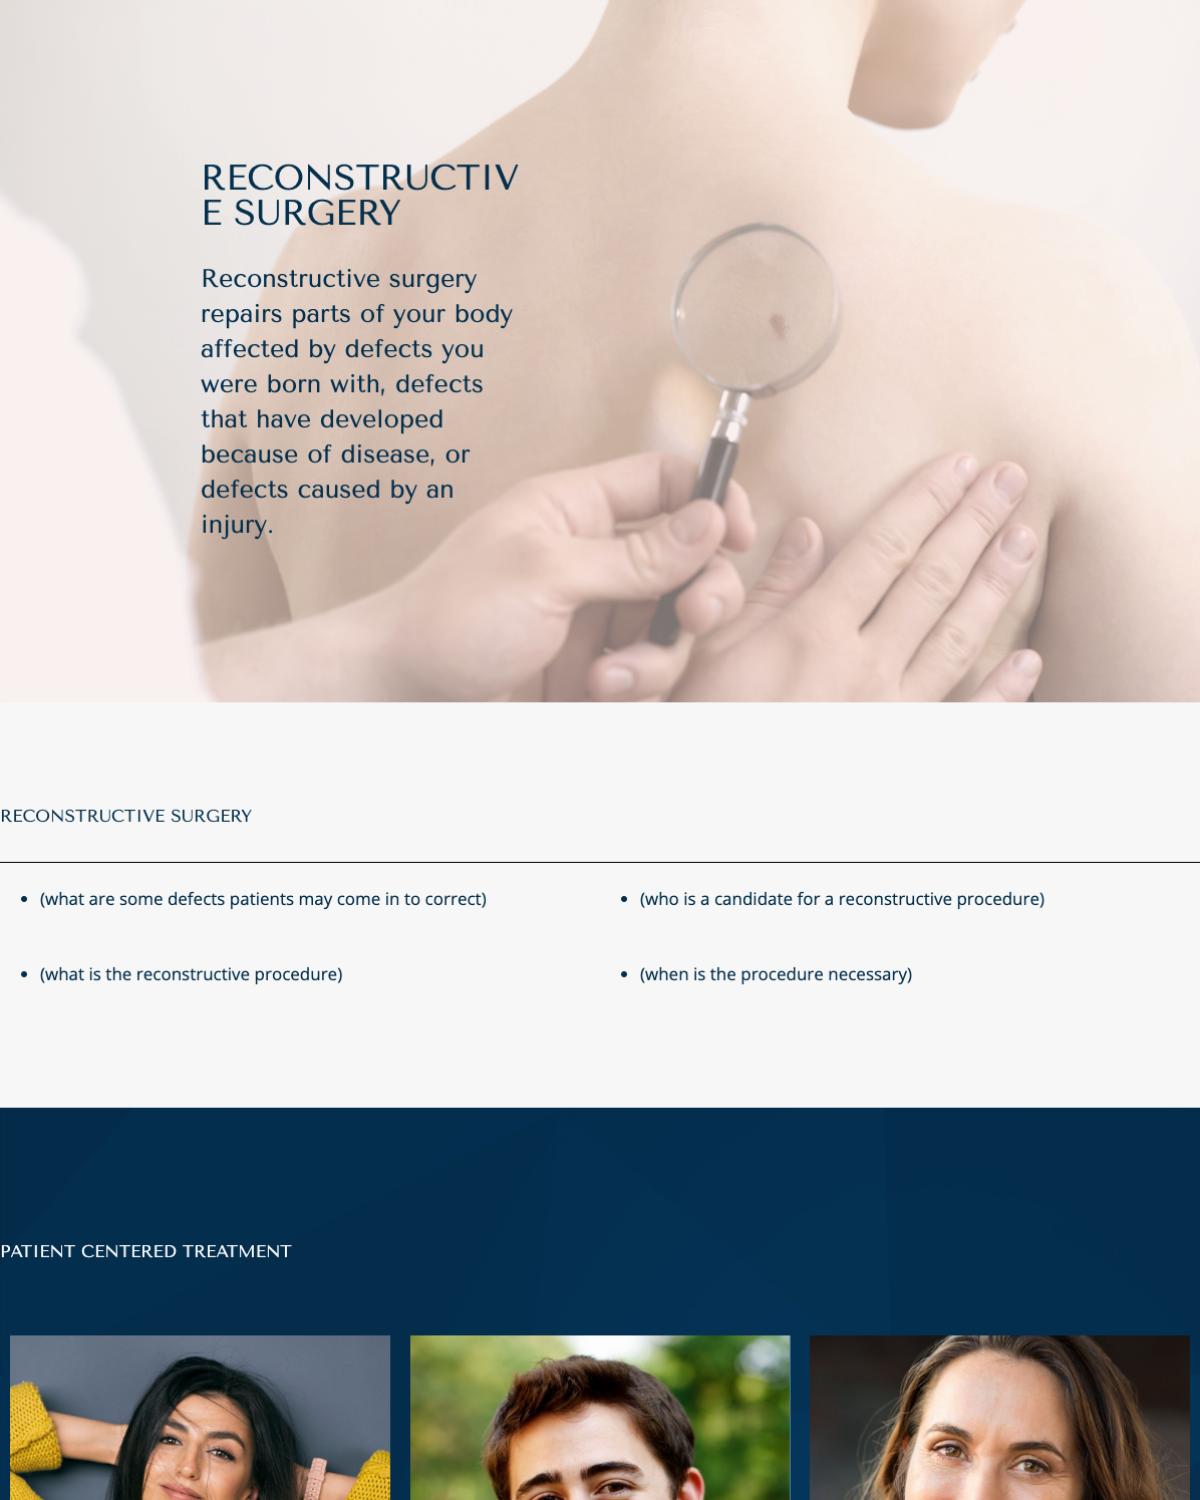 RECONSTRUCTIV
E SURGERY
Reconstructive surgery
repairs parts of your body
affected by defects you
were born with, defects
that have developed
because of disease, or
defects caused by an
injury.
RECONSTRUCTIVE SURGERY
• (what are some defects patients may come in to correct)
• (who is a candidate for a reconstructive procedure)
• (what is the reconstructive procedure)
• (when is the procedure necessary)
PATIENT CENTERED TREATMENT